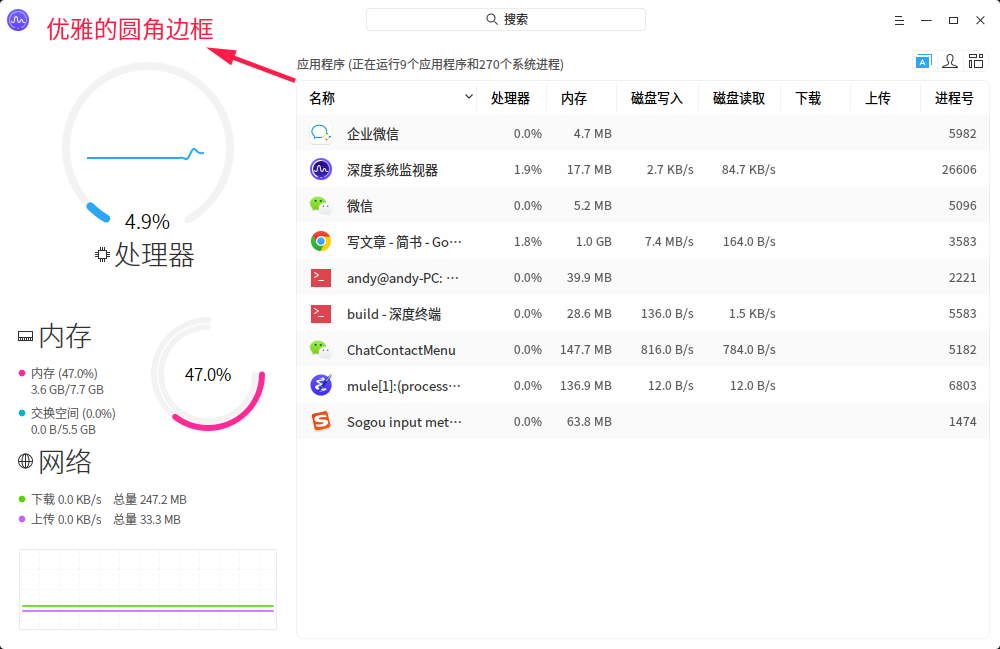 优雅的圆角边框
搜索
4.9%
处理器
内存
内存 (47.0%)
3.6 GB/7.7 GB
交换空间 (0.0%)
0.0 B/5.5 GB
47.0%
网络
下载 0.0 KB/s 总量 247.2 MB
上传 0.0 KB/s 总量 33.3 MB
应用程序 (正在运行9个应用程序和270个系统进程)
A
名称 处理器 内存 磁盘写入 磁盘读取 下载 上传 进程号
企业微信 0.0% 4.7 MB 5982
深度系统监视器 1.9% 17.7 MB 2.7 KB/s 84.7 KB/s 26606
微信 0.0% 5.2 MB 5096
写文章 - 简书 - Go⋯ 1.8% 1.0 GB 7.4 MB/s 164.0 B/s 3583
andy@andy-PC: ⋯ 0.0% 39.9 MB 2221
build - 深度终端 0.0% 28.6 MB 136.0 B/s 1.5 KB/s 5583
ChatContactMenu 0.0% 147.7 MB 816.0 B/s 784.0 B/s 5182
mule[1]:(process⋯ 0.0% 136.9 MB 12.0 B/s 12.0 B/s 6803
Sogou input met⋯ 0.0% 63.8 MB 1474